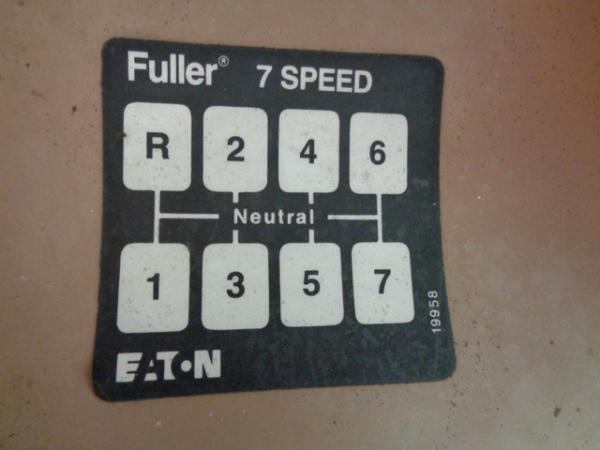 Fuller® 7 SPEED
R 2 4 6
Neutral
1 3 5 7
19958
EATON